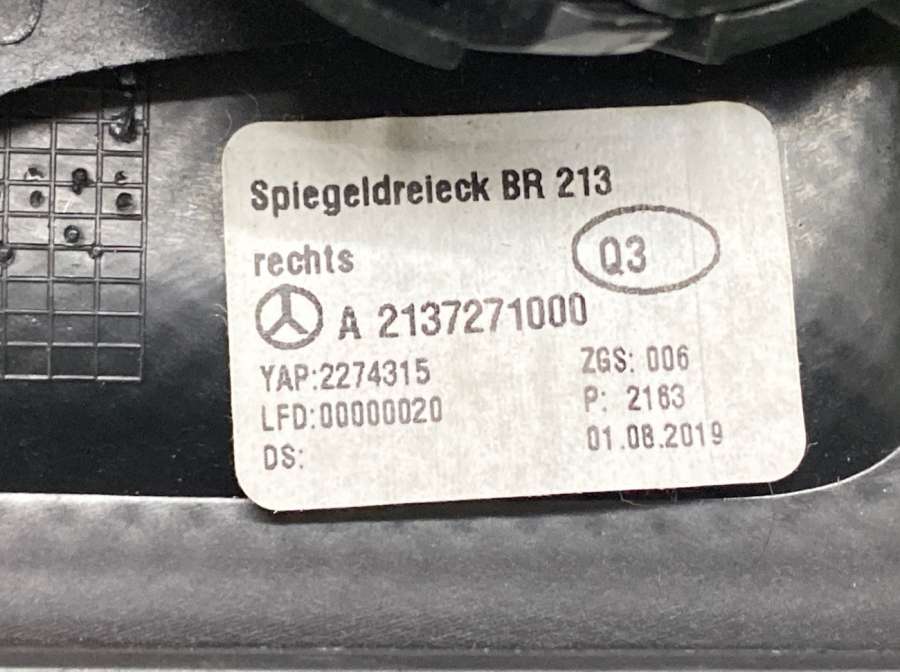 Spiegeldreieck BR 213
rechts
Q3
A 2137271000
YAP:2274315
ZGS: 006
LFD:00000020
P: 2163
DS:
01.08.2019